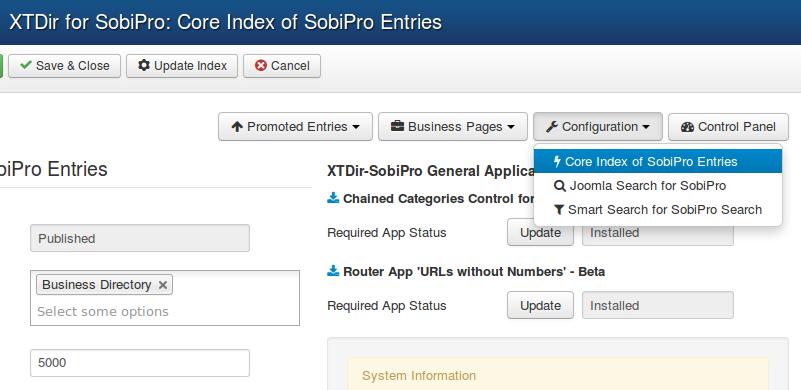 XTDir for SobiPro: Core Index of SobiPro Entries
Save & Close Update Index Cancel
Promoted Entries Business Pages Configuration Control Panel
Core Index of SobiPro Entries
Joomla Search for SobiPro
Smart Search for SobiPro Search
biPro Entries
Published
Business Directory
Select some options
5000
XTDir-SobiPro General Applica
Chained Categories Control for
Required App Status Update Installed
Router App 'URLs without Numbers' - Beta
Required App Status Update Installed
System Information